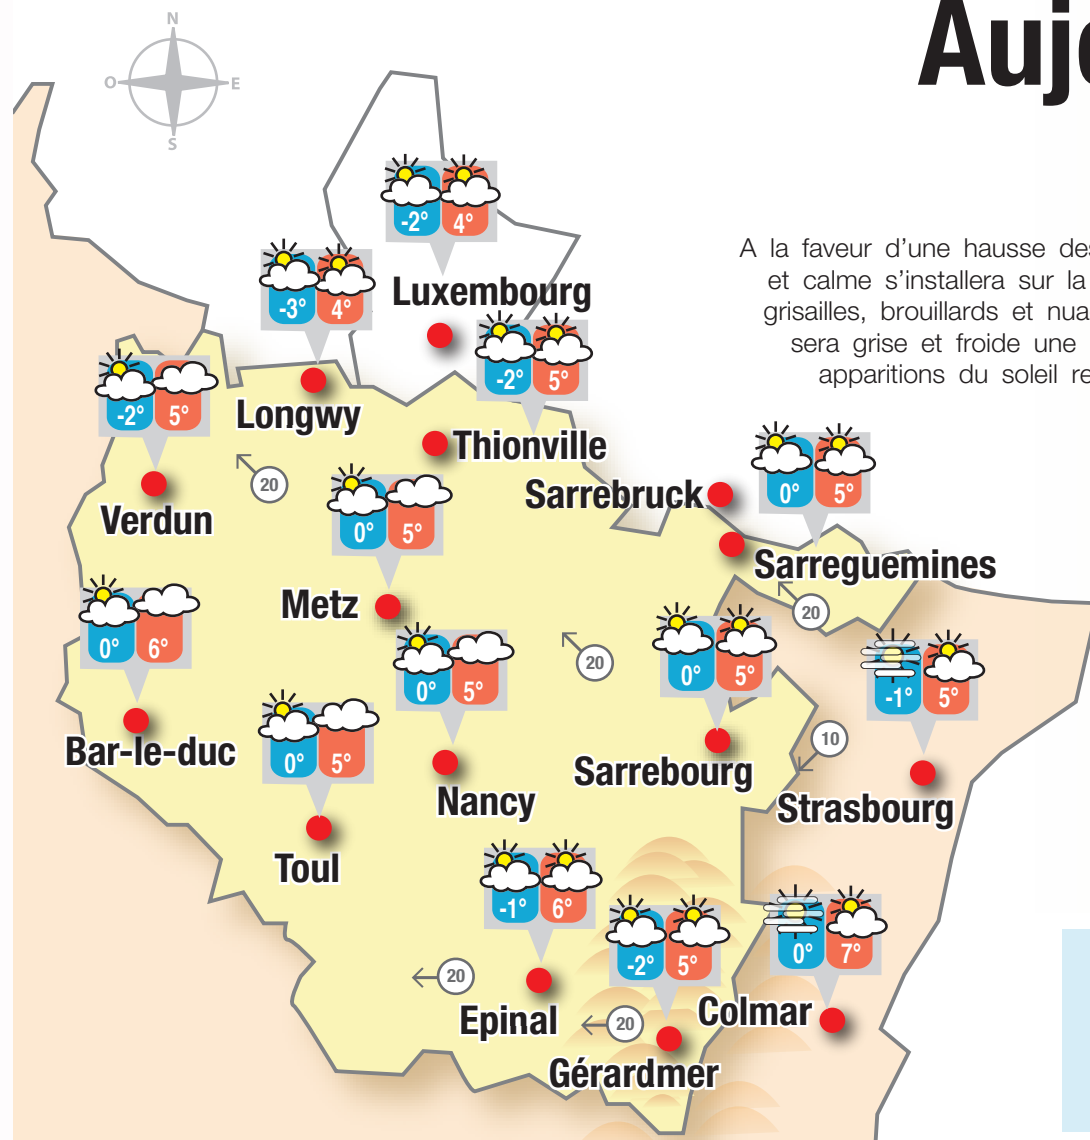 N
O E
S
Auj
A la faveur d’une hausse des
et calme s’installera sur la
grisailles, brouillards et nua
sera grise et froide une
apparitions du soleil re
-2° 4°
Luxembourg
-3° 4°
Longwy
-2° 5°
Thionville
-2° 5°
Verdun
20
0° 5°
Metz
Sarrebruck
0° 5°
Sarreguemines
20
0° 6°
Bar-le-duc
0° 5°
Nancy
20
0° 5°
Sarrebourg
-1° 5°
Strasbourg
10
0° 5°
Toul
-1° 6°
Epinal
20
-2° 5°
Gérardmer
20
0° 7°
Colmar